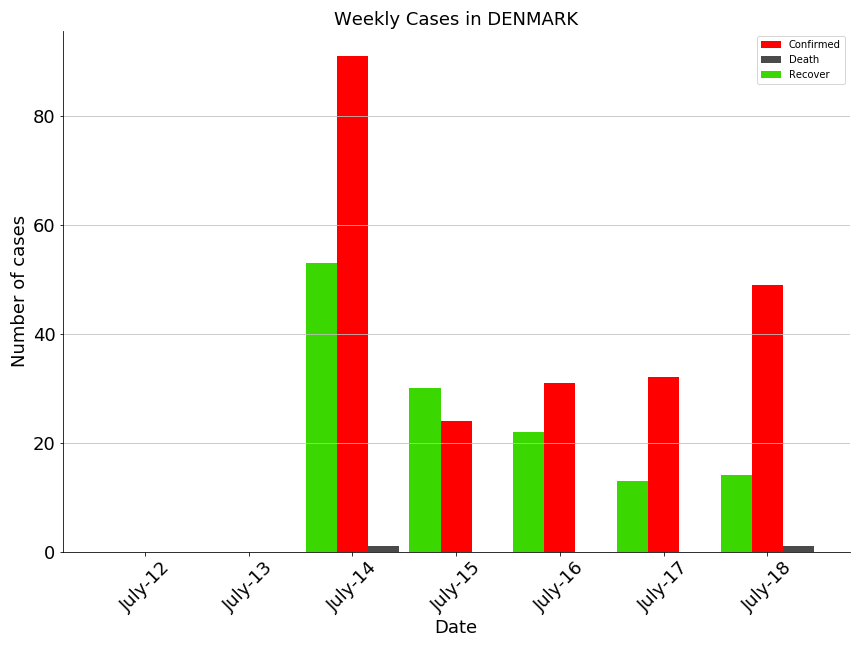 Weekly Cases in DENMARK
Confirmed
Death
Recover
Number of cases
80
60
40
20
0
July-12
July-13
July-14
July-15
July-16
July-17
July-18
Date